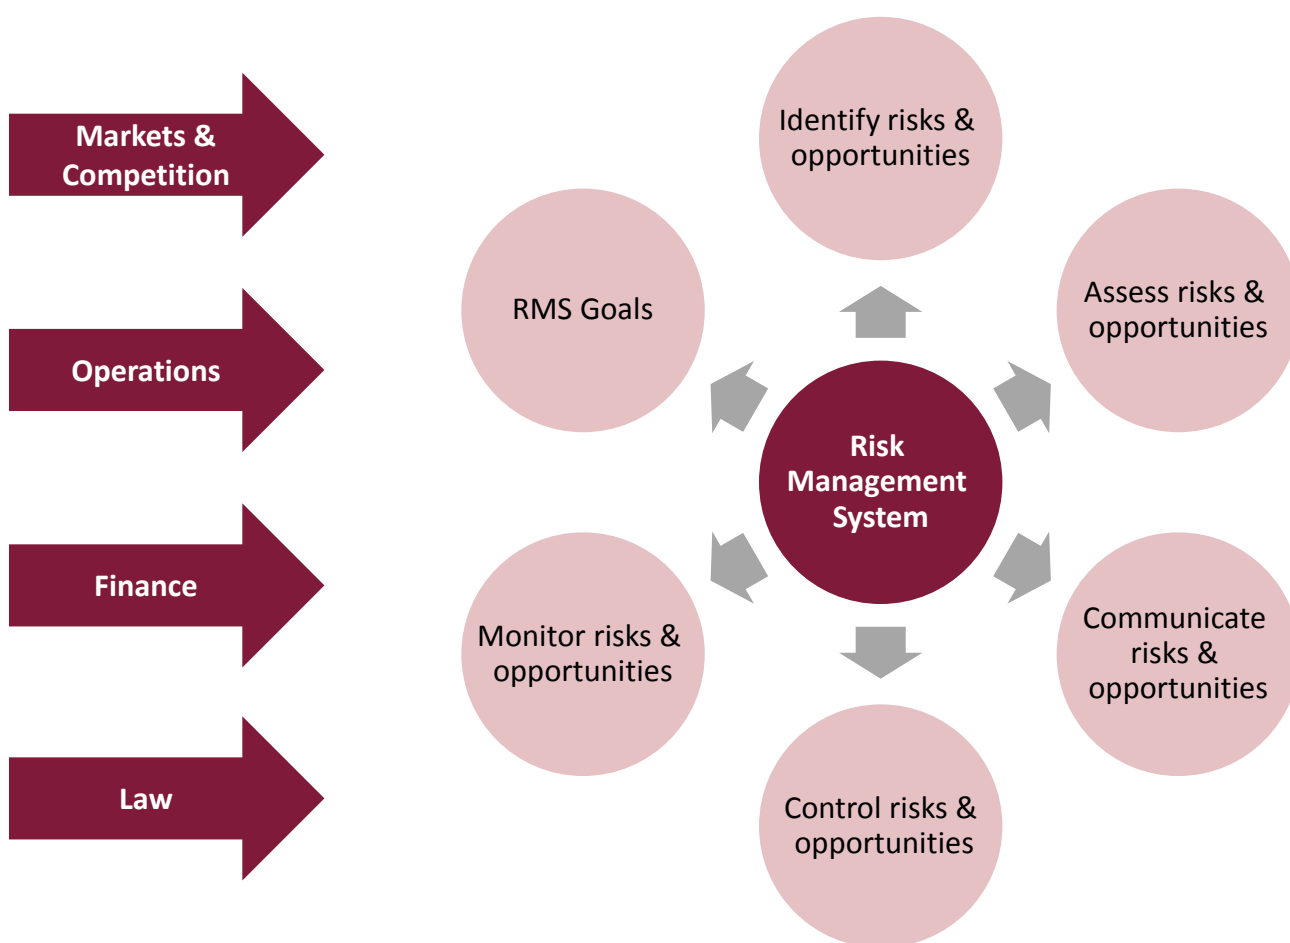 Markets &
Competition
Operations
Finance
Law
Identify risks &
opportunities
RMS Goals
Assess risks &
opportunities
Risk
Management
System
Monitor risks &
opportunities
Communicate
risks &
opportunities
Control risks &
opportunities